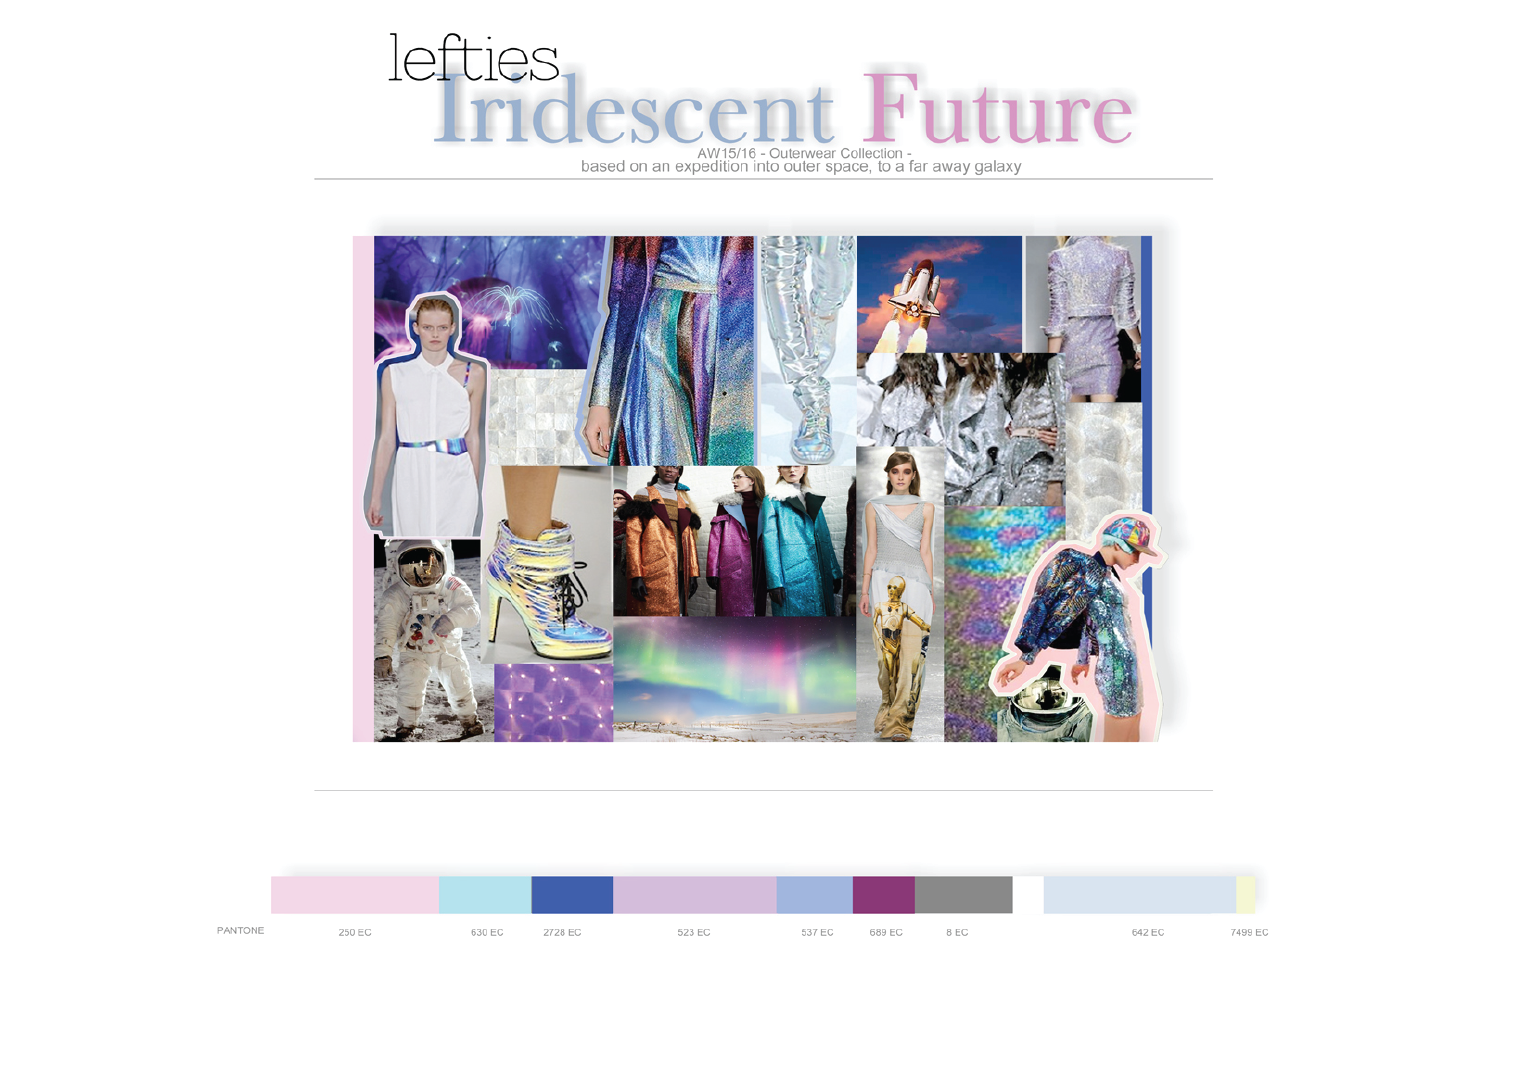 lefties
Iridescent Future
AW15/16 - Outerwear Collection -
based on an expedition into outer space, to a far away galaxy
PANTONE 250 EC 630 EC 2728 EC 523 EC 537 EC 689 EC 8 EC 642 EC 7499 EC